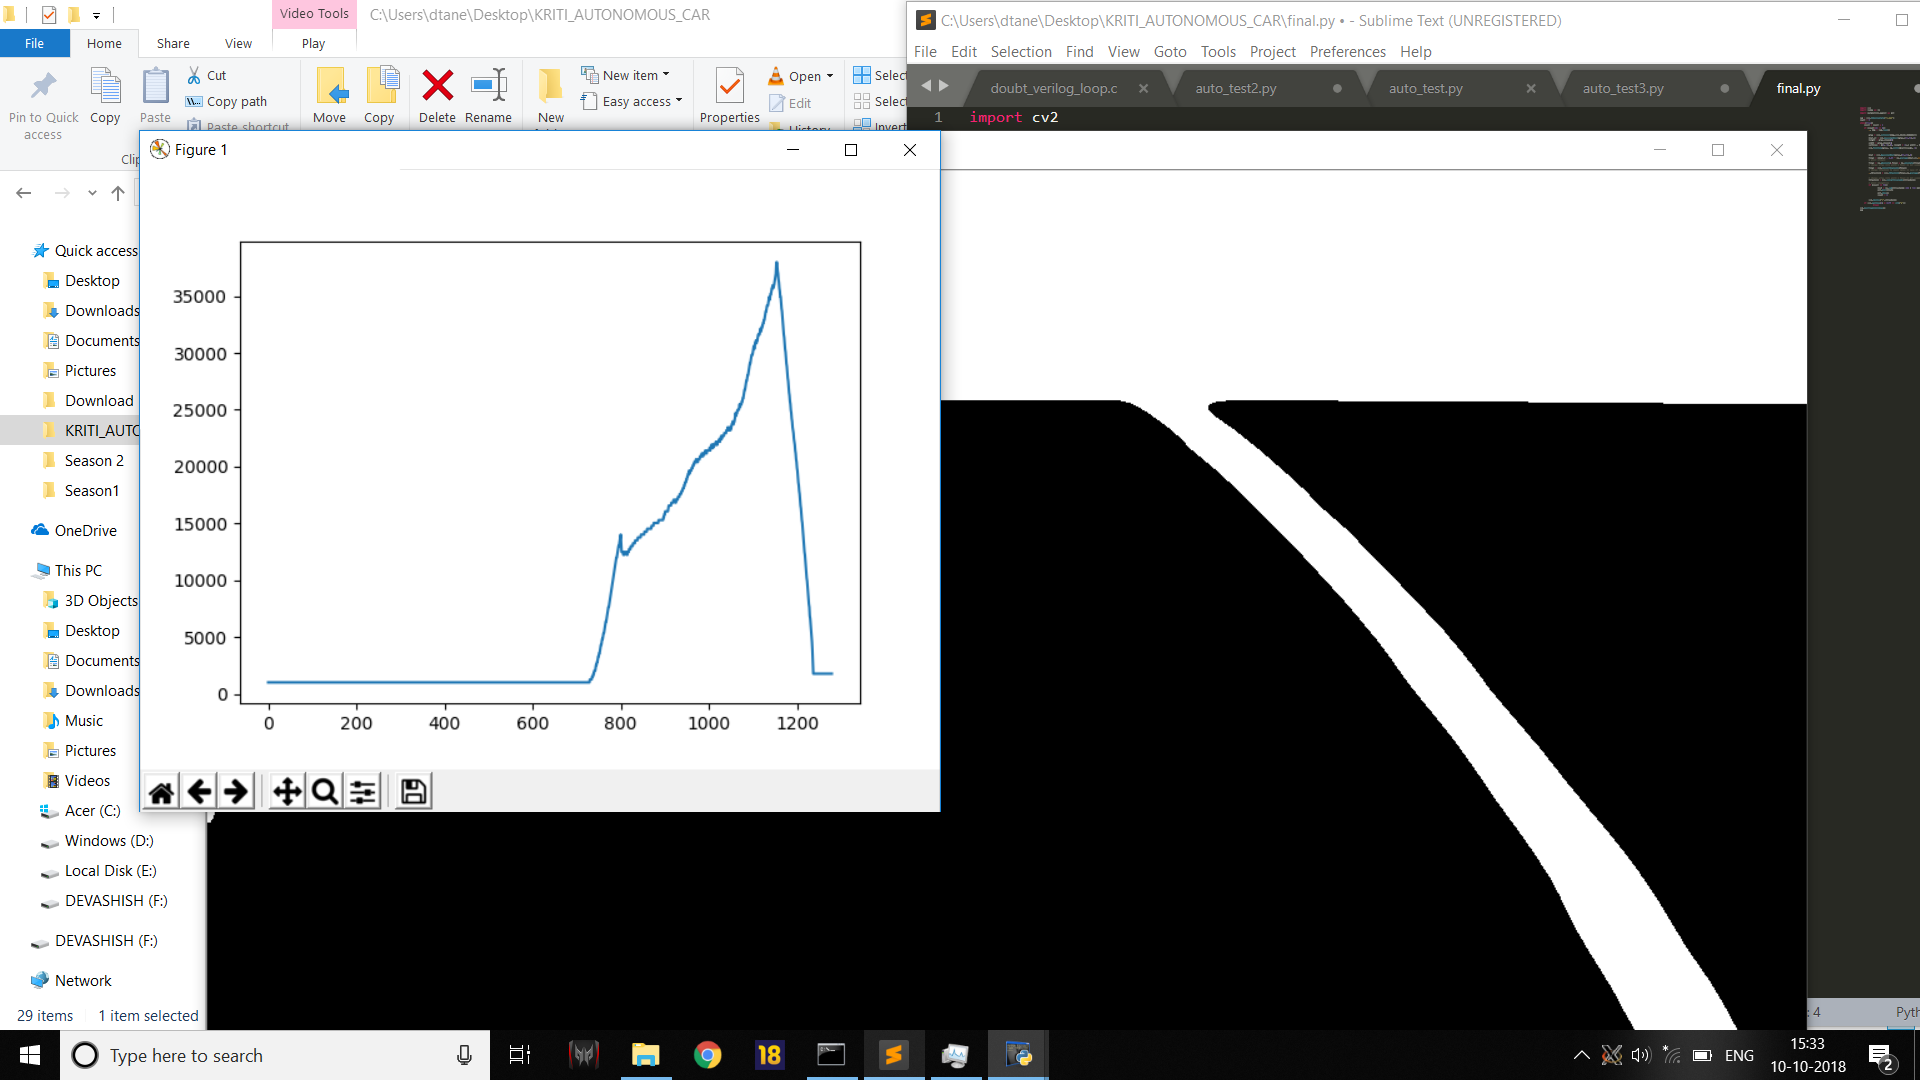 Video Tools
C:\Users\dtane\Desktop\KRITI_AUTONOMOUS_CAR
File Home Share View Play
Pin to Quick access
Copy
Paste
Cut
Copy path
Paste shortcut
Move
Copy
Delete
Rename
New
New item
Easy access
Properties
Open
Edit
History
Select
Select
Invert
Clip
C:\Users\dtane\Desktop\KRITI_AUTONOMOUS_CAR\final.py • - Sublime Text (UNREGISTERED)
File Edit Selection Find View Goto Tools Project Preferences Help
doubt_verilog_loop.c auto_test2.py auto_test.py auto_test3.py final.py
1 import cv2
Figure 1
35000
30000
25000
20000
15000
10000
5000
0
0 200 400 600 800 1000 1200
Quick access
Desktop
Downloads
Documents
Pictures
Download
KRITI_AUTO
Season 2
Season1
OneDrive
This PC
3D Objects
Desktop
Documents
Downloads
Music
Pictures
Videos
Acer (C:)
Windows (D:)
Local Disk (E:)
DEVASHISH (F:)
DEVASHISH (F:)
Network
29 items 1 item selected
: 4 Pyth
Type here to search
18
ENG
15:33
10-10-2018
2